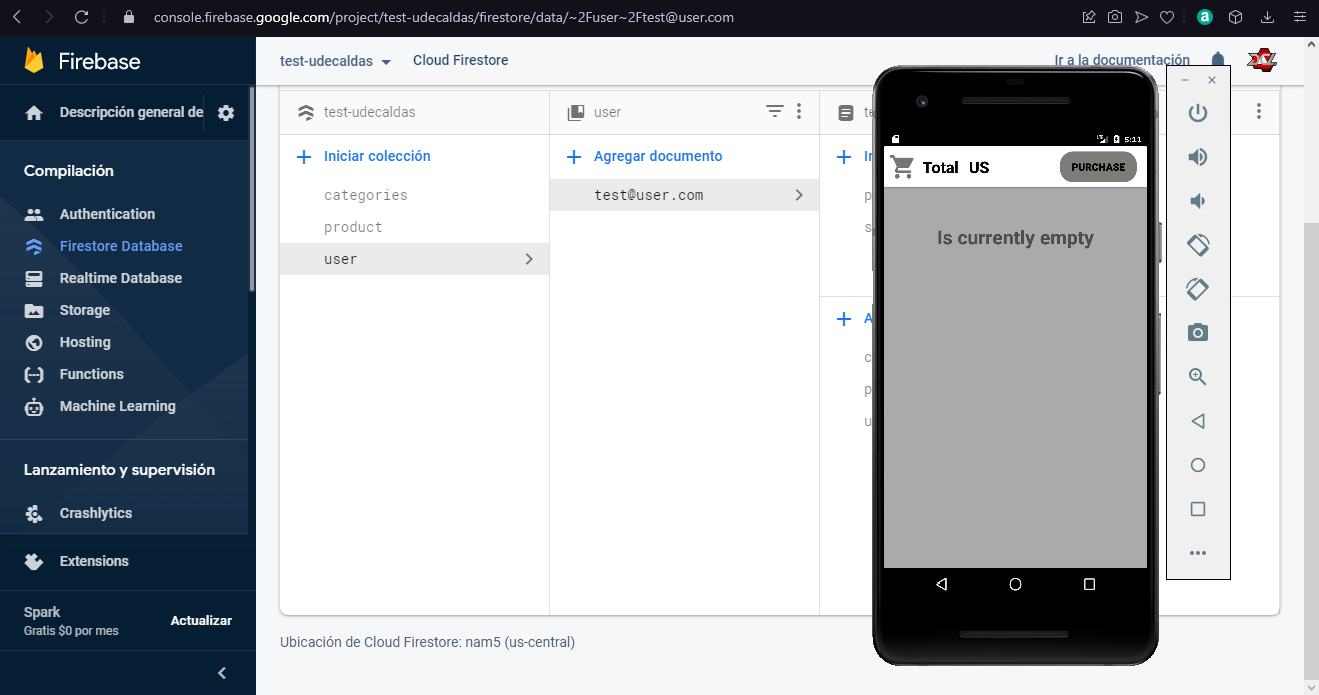 console.firebase.google.com/project/test-udecaldas/firestore/data/~2Fuser~2Ftest@user.com
a
Firebase
test-udecaldas
Cloud Firestore
Ir a la documentación
Descripción general de
test-udecaldas
user
te
Iniciar colección
Agregar documento
categories
product
user
test@user.com
Compilación
Authentication
Firestore Database
Realtime Database
Storage
Hosting
Functions
Machine Learning
Lanzamiento y supervisión
Crashlytics
Extensions
Spark
Gratis $0 por mes
Actualizar
Ubicación de Cloud Firestore: nam5 (us-central)
5:11
Total US
PURCHASE
Is currently empty